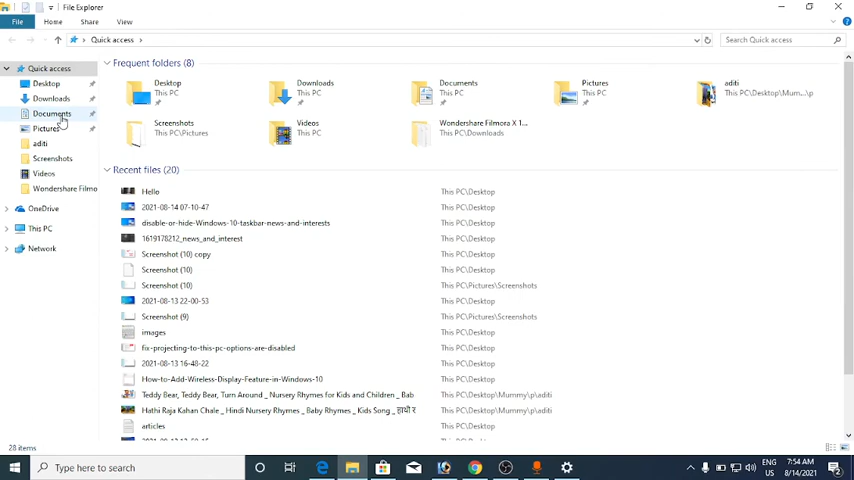 File Explorer
File
Home
Share
View
Quick access
Search Quick access
Quick access
Desktop
Downloads
Documents
Pictures
aditi
Screenshots
Videos
Wondershare Filmo
OneDrive
This PC
Network
Frequent folders (8)
Desktop
This PC
Downloads
This PC
Documents
This PC
Pictures
This PC
aditi
This PC\Desktop\Mum...\p
Screenshots
This PC\Pictures
Videos
This PC
Wondershare Filmora X 1...
This PC\Downloads
Recent files (20)
Hello This PC\Desktop
2021-08-14 07-10-47 This PC\Desktop
disable-or-hide-Windows-10-taskbar-news-and-interests This PC\Desktop
1619178212_news_and_interest This PC\Desktop
Screenshot (10) copy This PC\Desktop
Screenshot (10) This PC\Desktop
Screenshot (10) This PC\Pictures\Screenshots
2021-08-13 22-00-53 This PC\Desktop
Screenshot (9) This PC\Pictures\Screenshots
images This PC\Desktop
fix-projecting-to-this-pc-options-are-disabled This PC\Desktop
2021-08-13 16-48-22 This PC\Desktop
How-to-Add-Wireless-Display-Feature-in-Windows-10 This PC\Desktop
Teddy Bear, Teddy Bear, Turn Around _ Nursery Rhymes for Kids and Children _ Bab This PC\Desktop\Mummy\p\aditi
Hathi Raja Kahan Chale _ Hindi Nursery Rhymes _ Baby Rhymes _ Kids Song _ हाथी र This PC\Desktop\Mummy\p\aditi
articles This PC\Desktop
28 items
Type here to search
ENG
US
7:54 AM
8/14/2021
2